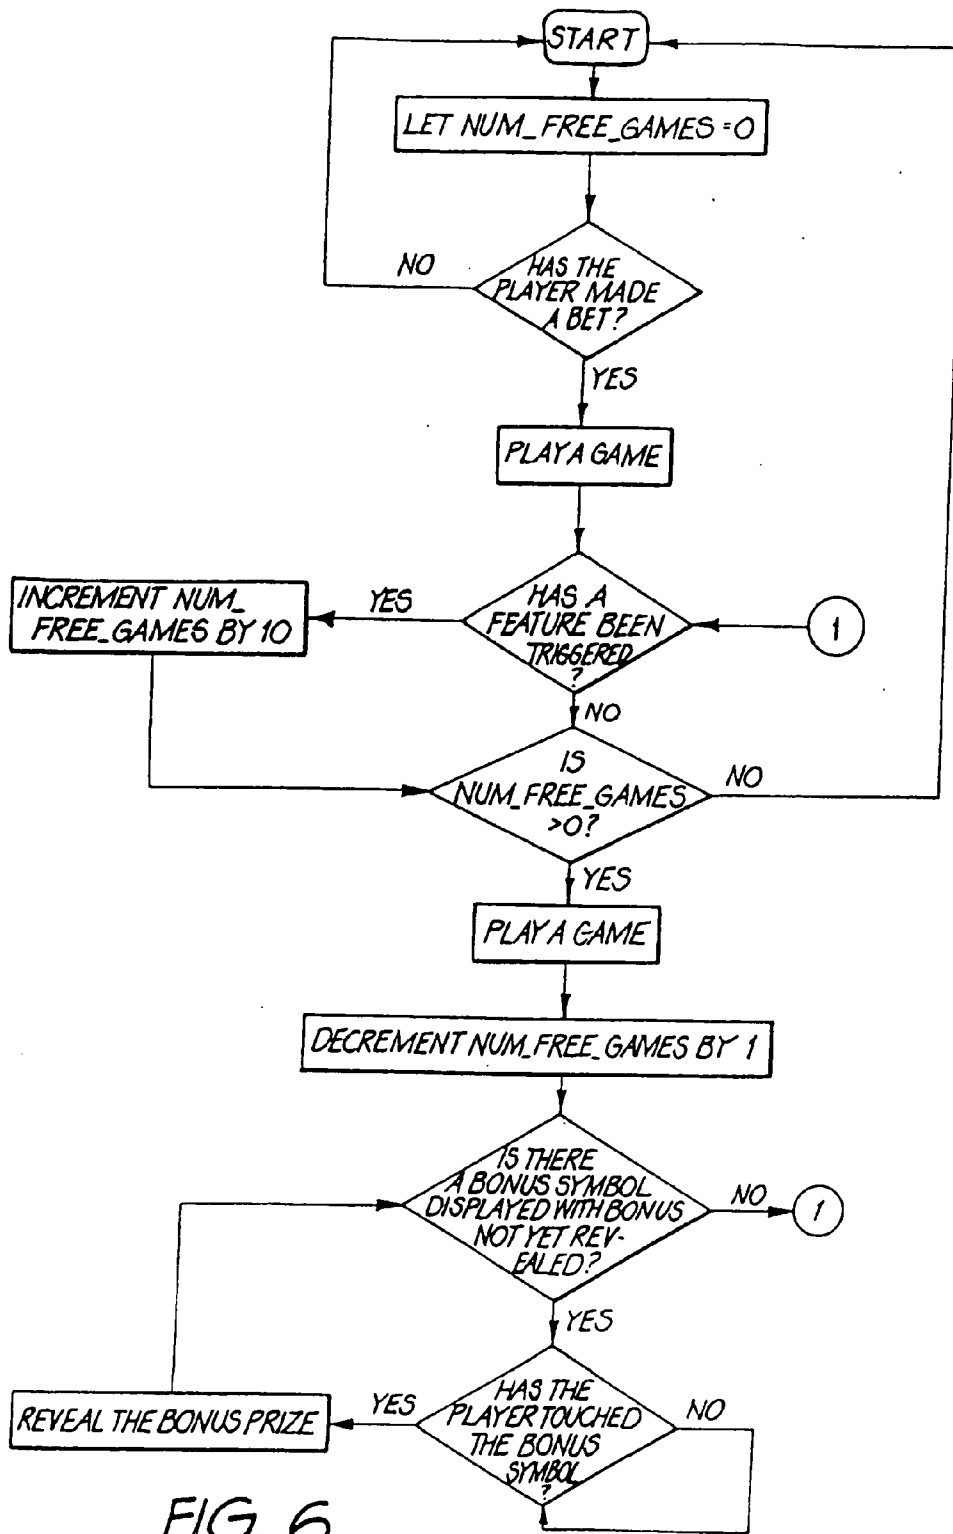 START
LET NUM_FREE_GAMES=0
HAS THE
PLAYER MADE
A BET?
NO
YES
PLAY A GAME
HAS A
FEATURE BEEN
TRIGGERED
?
YES
1
INCREMENT NUM_
FREE_GAMES BY 10
NO
IS
NUM_FREE_GAMES
>0?
NO
YES
PLAY A GAME
DECREMENT NUM_FREE_GAMES BY 1
IS THERE
A BONUS SYMBOL
DISPLAYED WITH BONUS
NOT YET REV-
EALED?
NO
1
YES
HAS THE
PLAYER TOUCHED
THE BONUS
SYMBOL
?
YES
NO
REVEAL THE BONUS PRIZE
FIG. 6